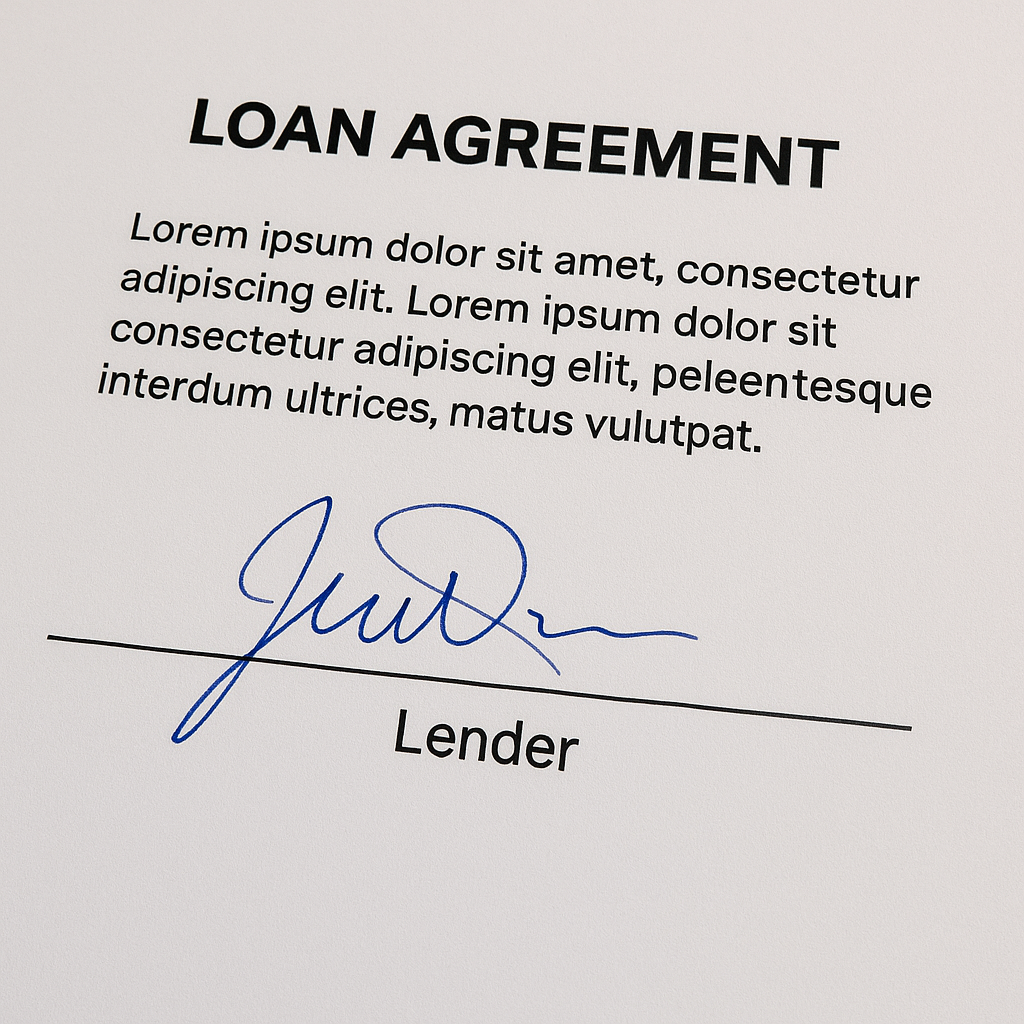 LOAN AGREEMENT
Lorem ipsum dolor sit amet, consectetur
adipiscing elit. Lorem ipsum dolor sit
consectetur adipiscing elit, peleentesque
interdum ultrices, matus vulutpat.
Lender